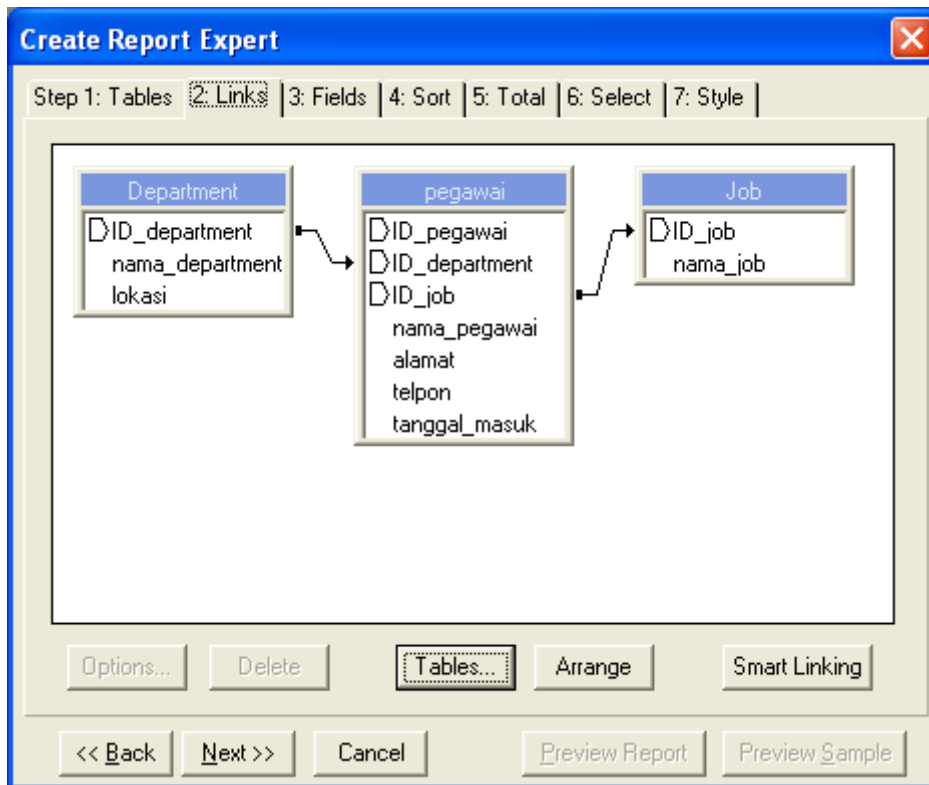 Create Report Expert
Step 1: Tables 2: Links 3: Fields 4: Sort 5: Total 6: Select 7: Style
Department
ID_department
nama_department
lokasi
pegawai
ID_pegawai
ID_department
ID_job
nama_pegawai
alamat
telpon
tanggal_masuk
Job
ID_job
nama_job
Options... Delete Tables... Arrange Smart Linking
<< Back Next >> Cancel Preview Report Preview Sample